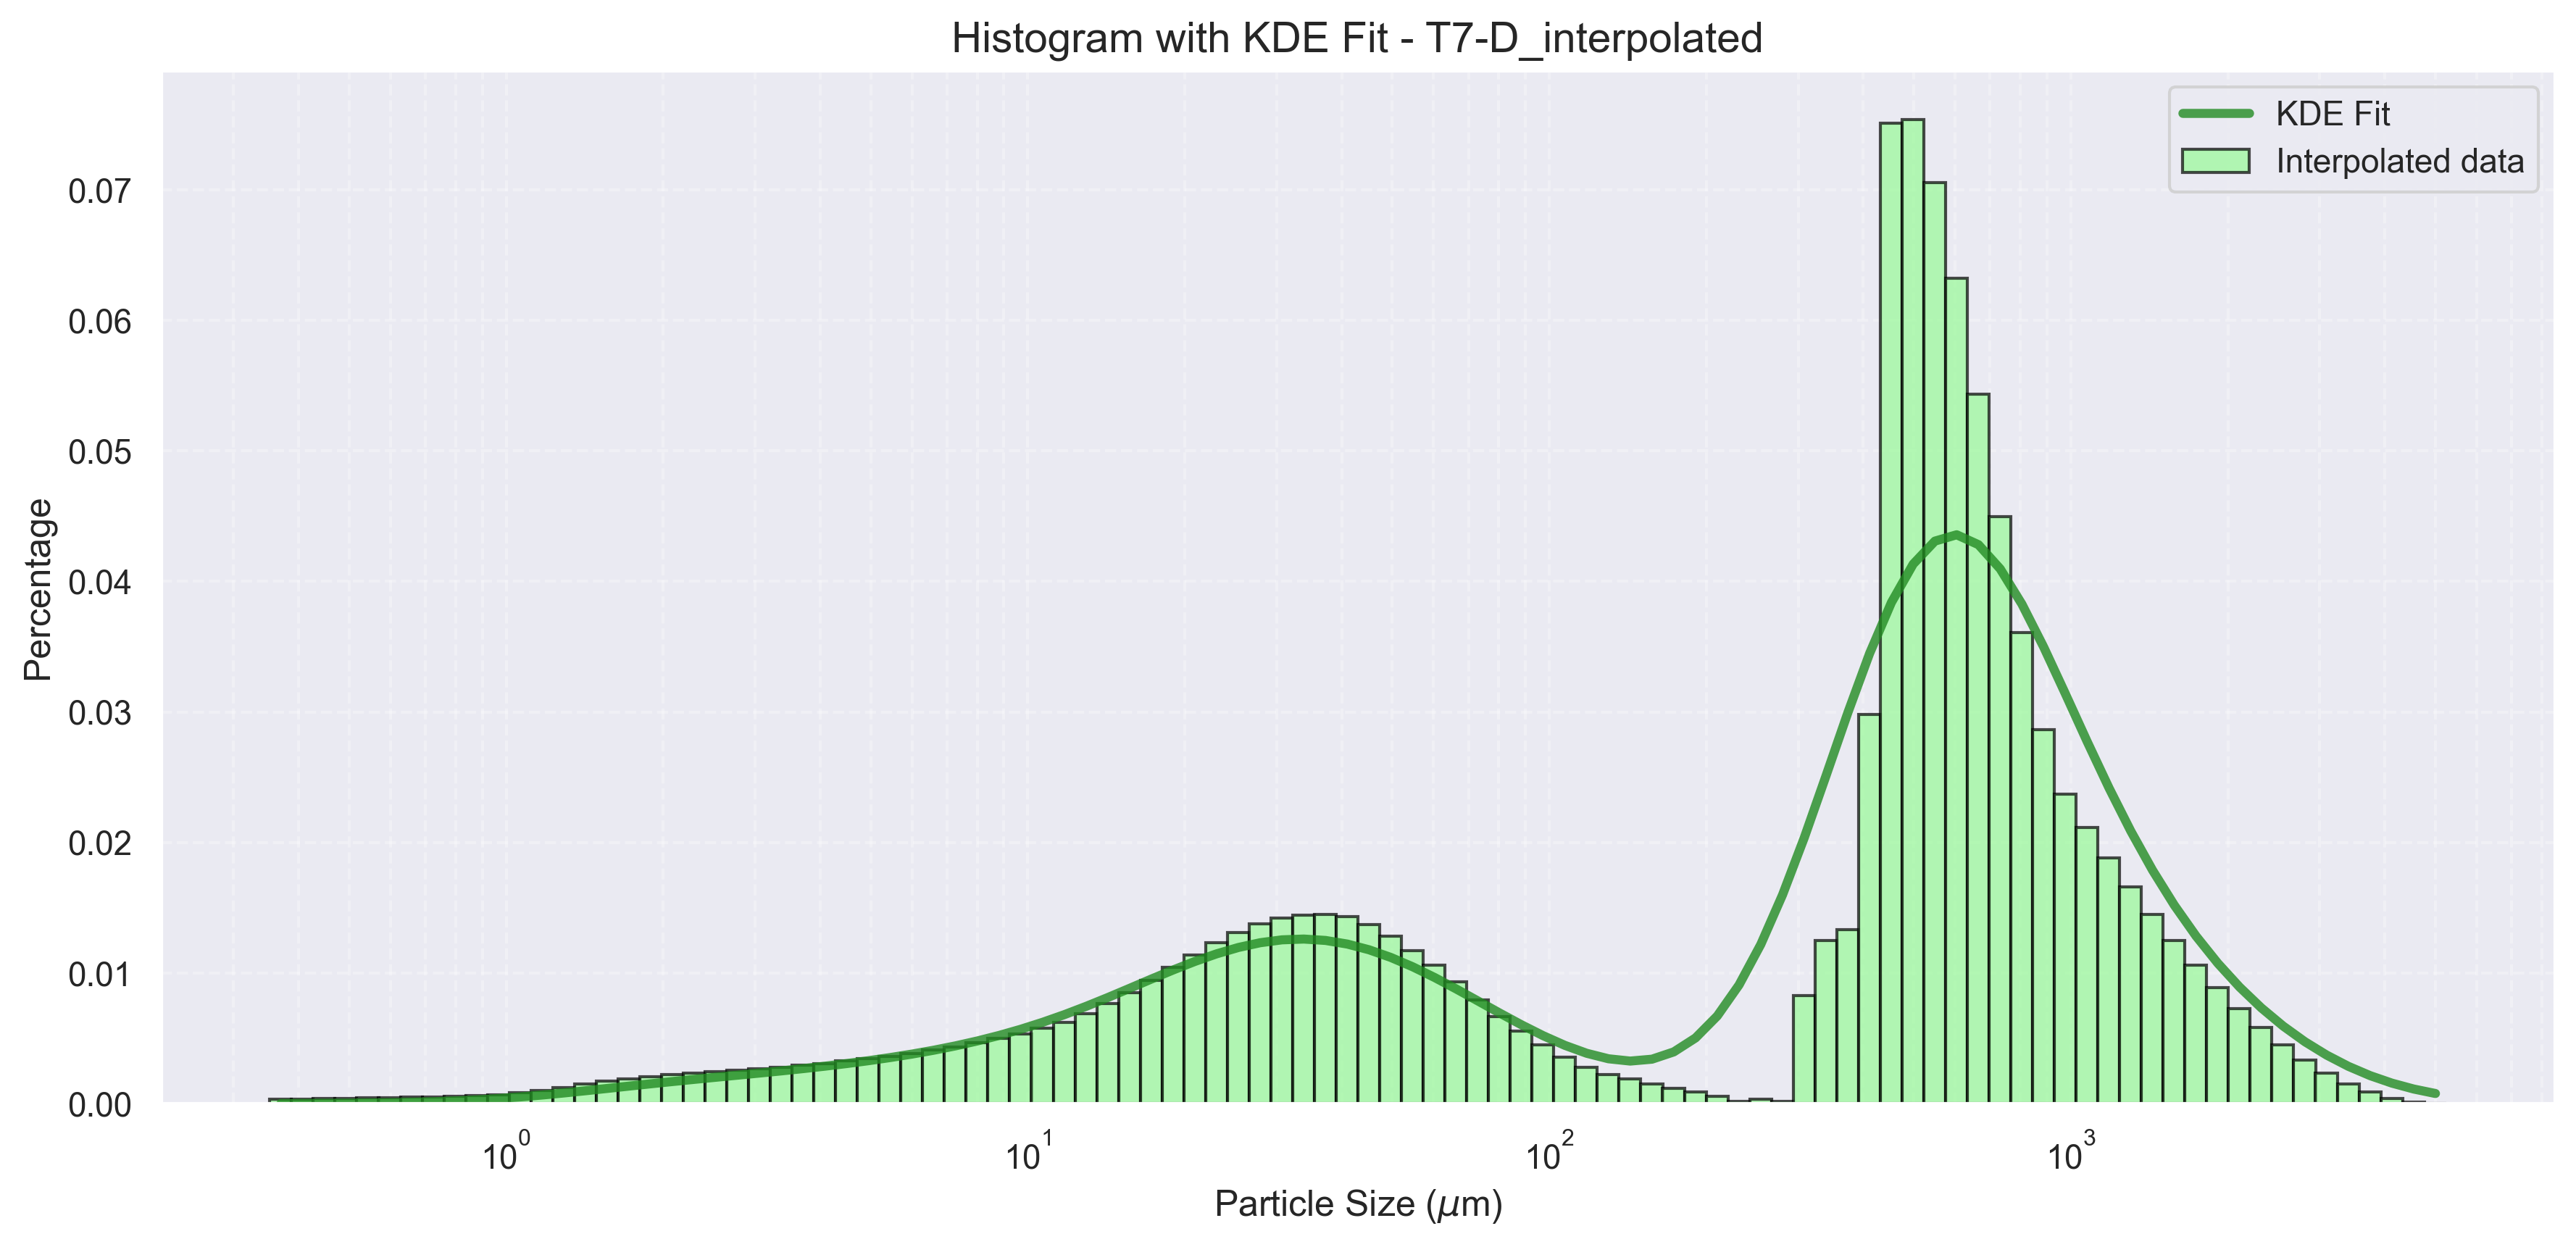 Histogram with KDE Fit - T7-D_interpolated
KDE Fit
Interpolated data
Percentage
0.07
0.06
0.05
0.04
0.03
0.02
0.01
0.00
10⁰
10¹
10²
10³
Particle Size (μm)